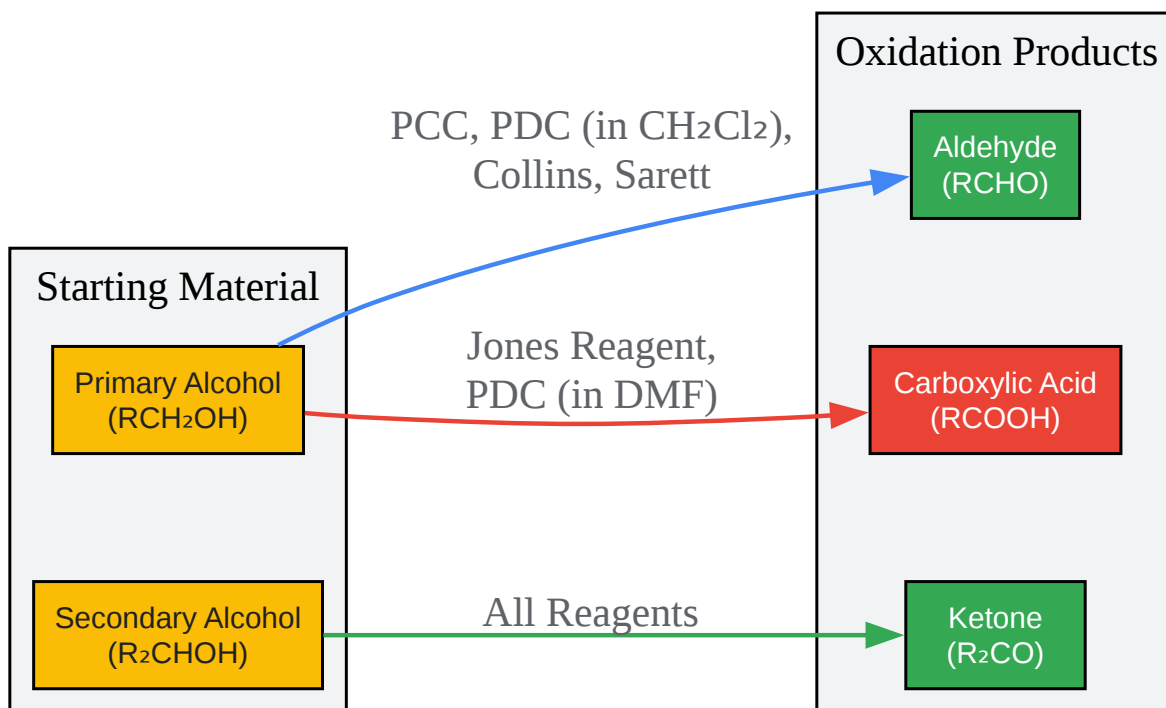 Oxidation Products
PCC, PDC (in CH₂Cl₂),
Collins, Sarett
Aldehyde
(RCHO)
Starting Material
Jones Reagent,
PDC (in DMF)
Primary Alcohol
(RCH₂OH)
Carboxylic Acid
(RCOOH)
All Reagents
Secondary Alcohol
(R₂CHOH)
Ketone
(R₂CO)